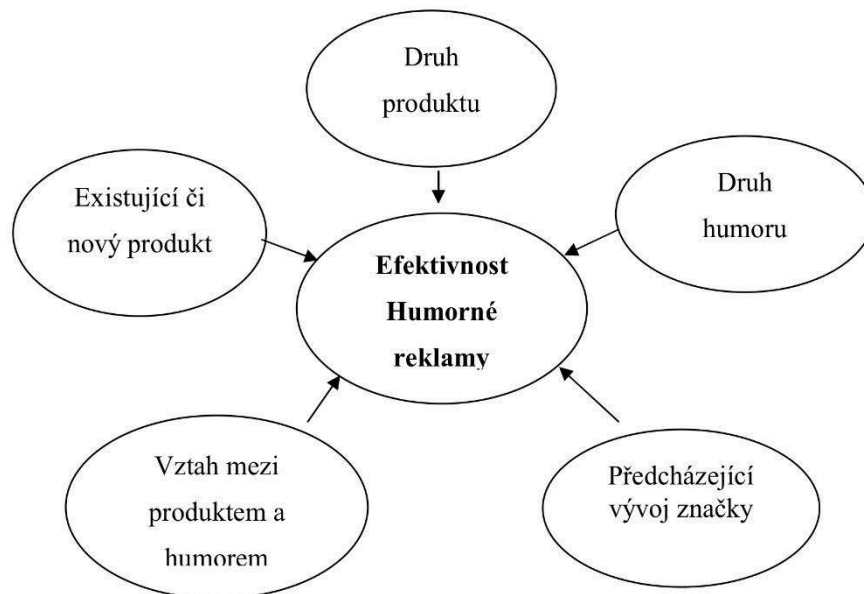 Druh
produktu
Existující či
nový produkt
Druh
humoru
Efektivnost
Humorné
reklamy
Vztah mezi
produktem a
humorem
Předcházející
vývoj značky